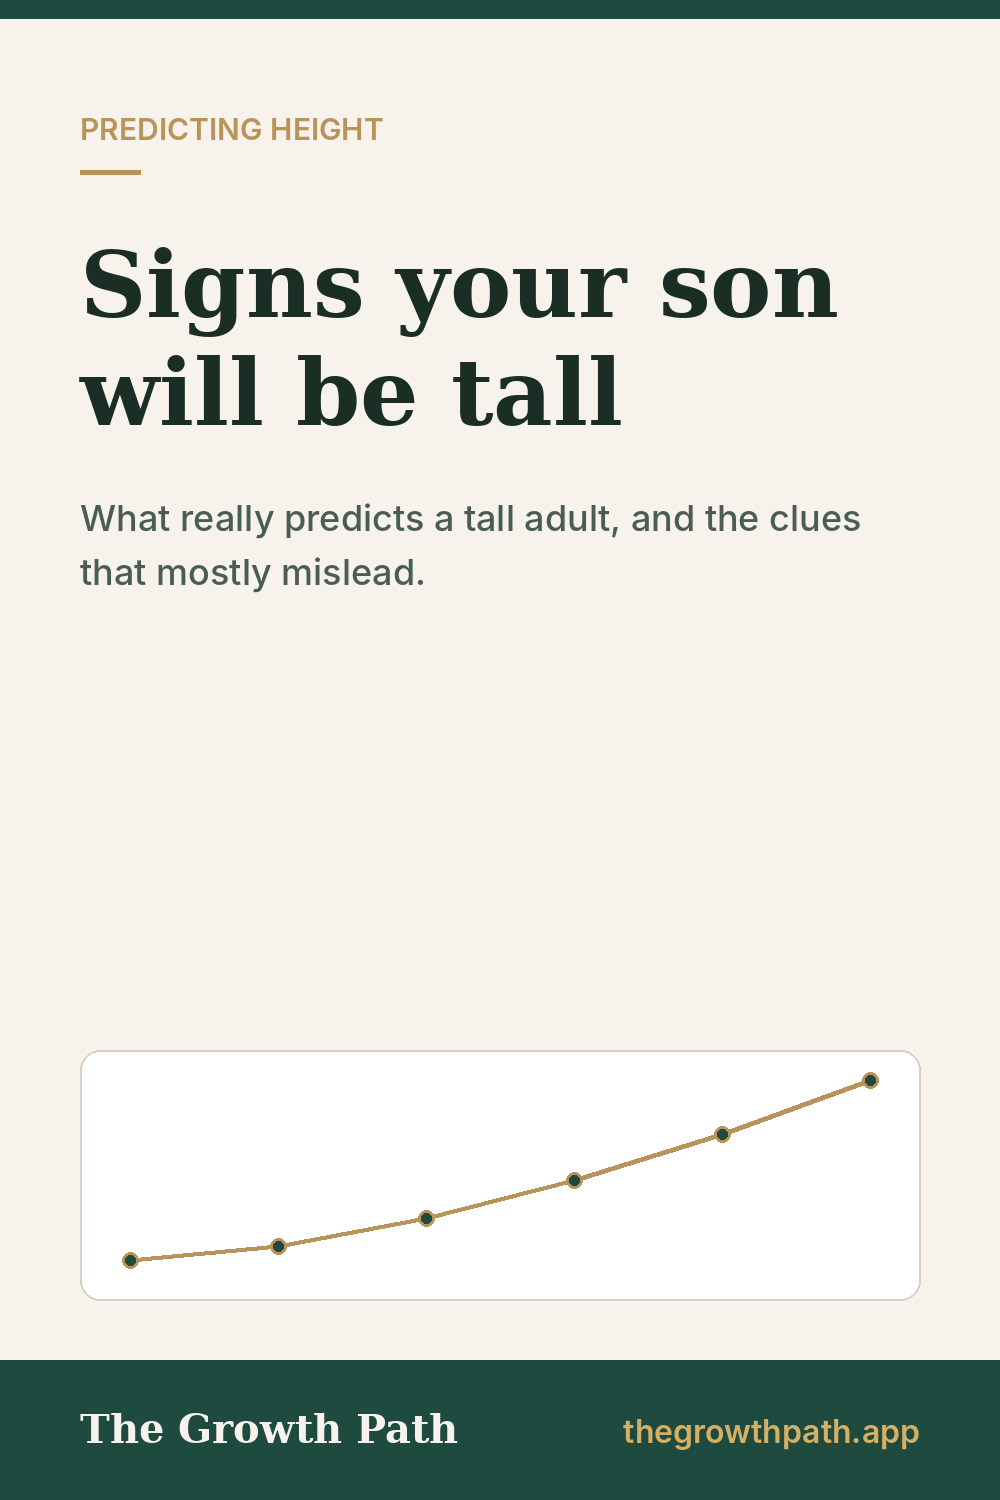 PREDICTING HEIGHT
Signs your son
will be tall
What really predicts a tall adult, and the clues
that mostly mislead.
The Growth Path
thegrowthpath.app